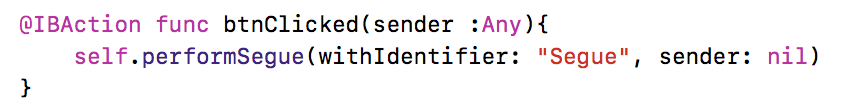 @IBAction func btnClicked(sender :Any){
    self.performSegue(withIdentifier: "Segue", sender: nil)
}